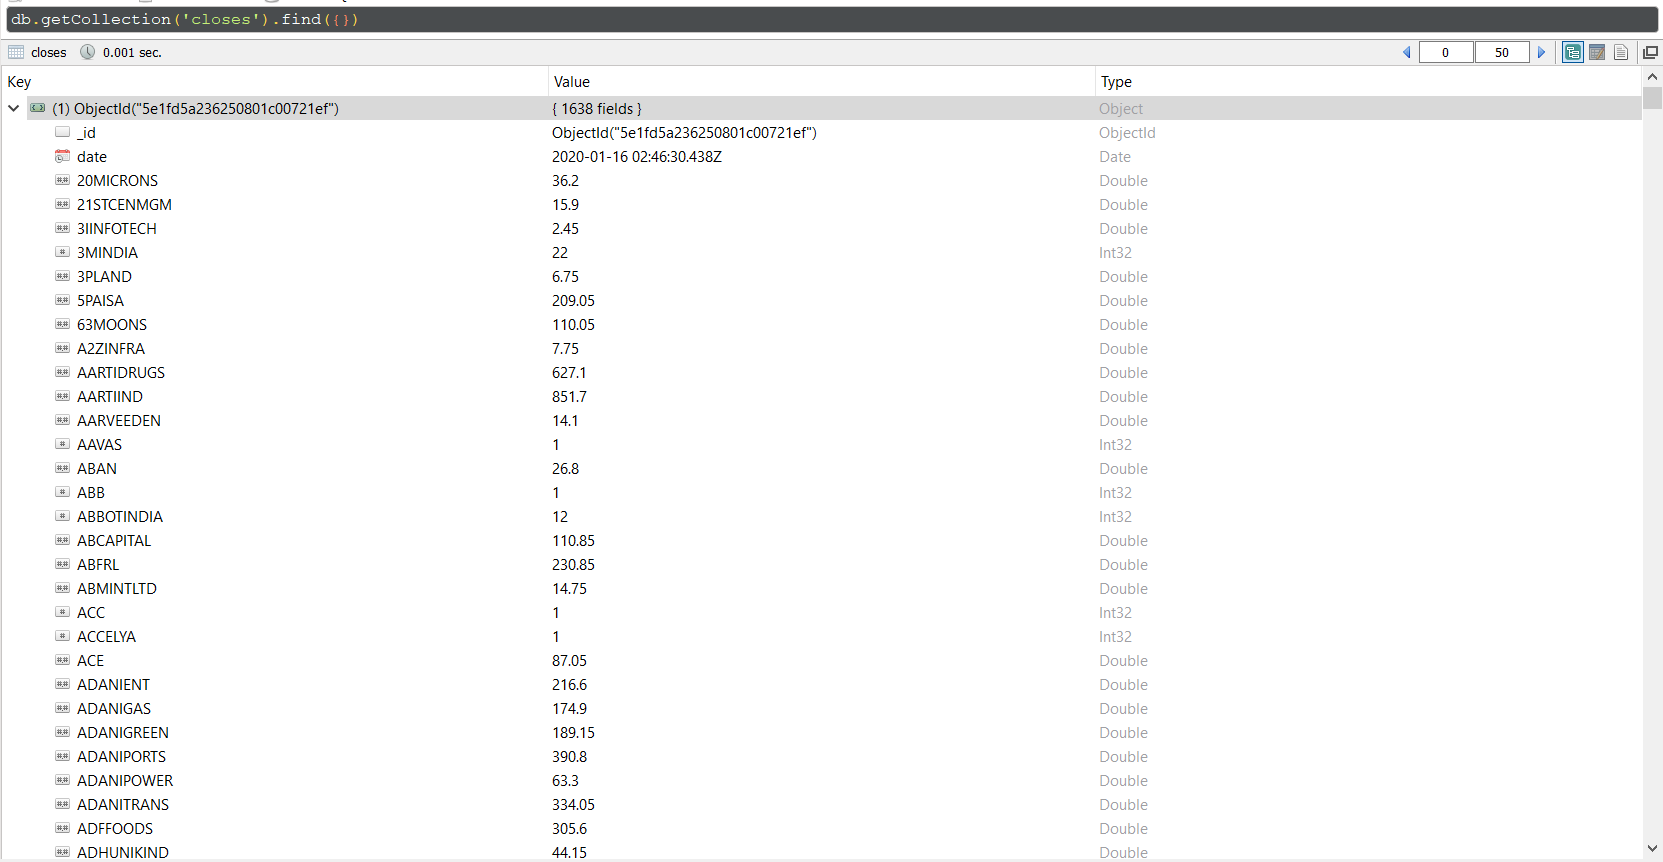 db.getCollection('closes').find({})
closes 0.001 sec. 0 50
Key Value Type
(1) ObjectId("5e1fd5a236250801c00721ef") { 1638 fields } Object
_id ObjectId("5e1fd5a236250801c00721ef") ObjectId
date 2020-01-16 02:46:30.438Z Date
20MICRONS 36.2 Double
21STCENMGM 15.9 Double
3IINFOTECH 2.45 Double
3MINDIA 22 Int32
3PLAND 6.75 Double
5PAISA 209.05 Double
63MOONS 110.05 Double
A2ZINFRA 7.75 Double
AARTIDRUGS 627.1 Double
AARTIIND 851.7 Double
AARVEEDEN 14.1 Double
AAVAS 1 Int32
ABAN 26.8 Double
ABB 1 Int32
ABBOTINDIA 12 Int32
ABCAPITAL 110.85 Double
ABFRL 230.85 Double
ABMINTLTD 14.75 Double
ACC 1 Int32
ACCELYA 1 Int32
ACE 87.05 Double
ADANIENT 216.6 Double
ADANIGAS 174.9 Double
ADANIGREEN 189.15 Double
ADANIPORTS 390.8 Double
ADANIPOWER 63.3 Double
ADANITRANS 334.05 Double
ADFFOODS 305.6 Double
ADHUNIKIND 44.15 Double